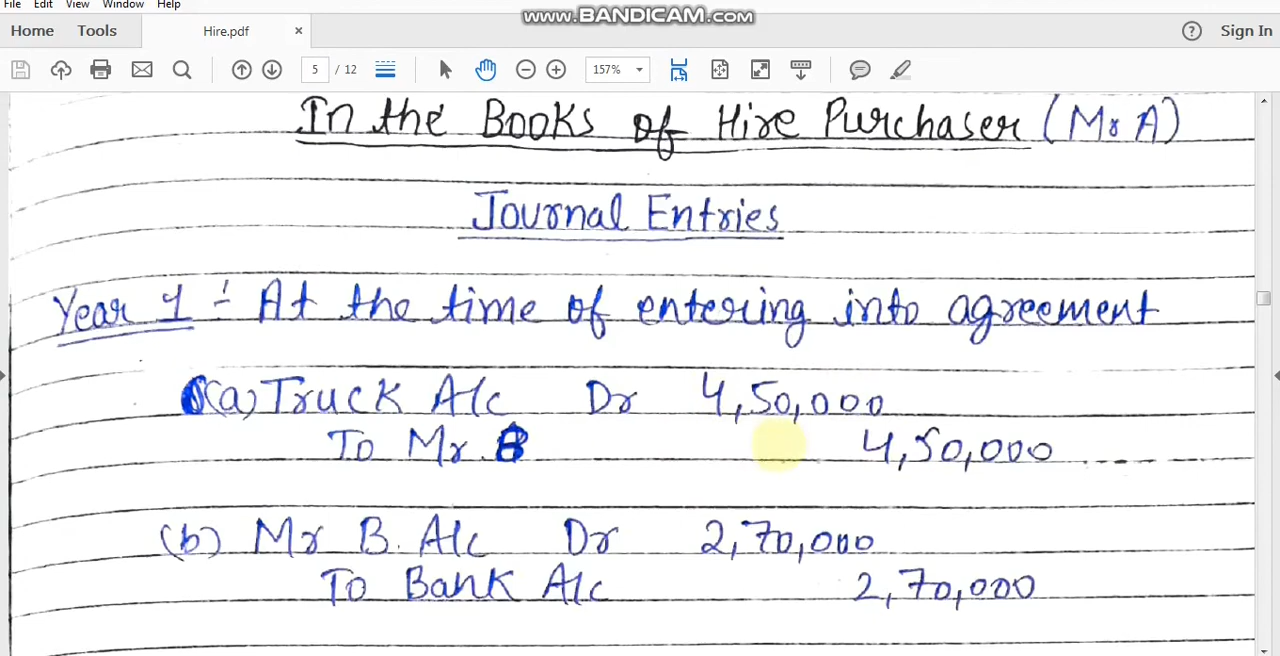 File Edit View Window Help
www.BANDICAM.com
Home Tools Hire.pdf × Sign In
5 / 12 157%
In the Books of Hire Purchaser (Mr A)
Journal Entries
Year 1 :- At the time of entering into agreement
(a) Truck A/c Dr 4,50,000
To Mr. B 4,50,000
(b) Mr B. A/c Dr 2,70,000
To Bank A/c 2,70,000